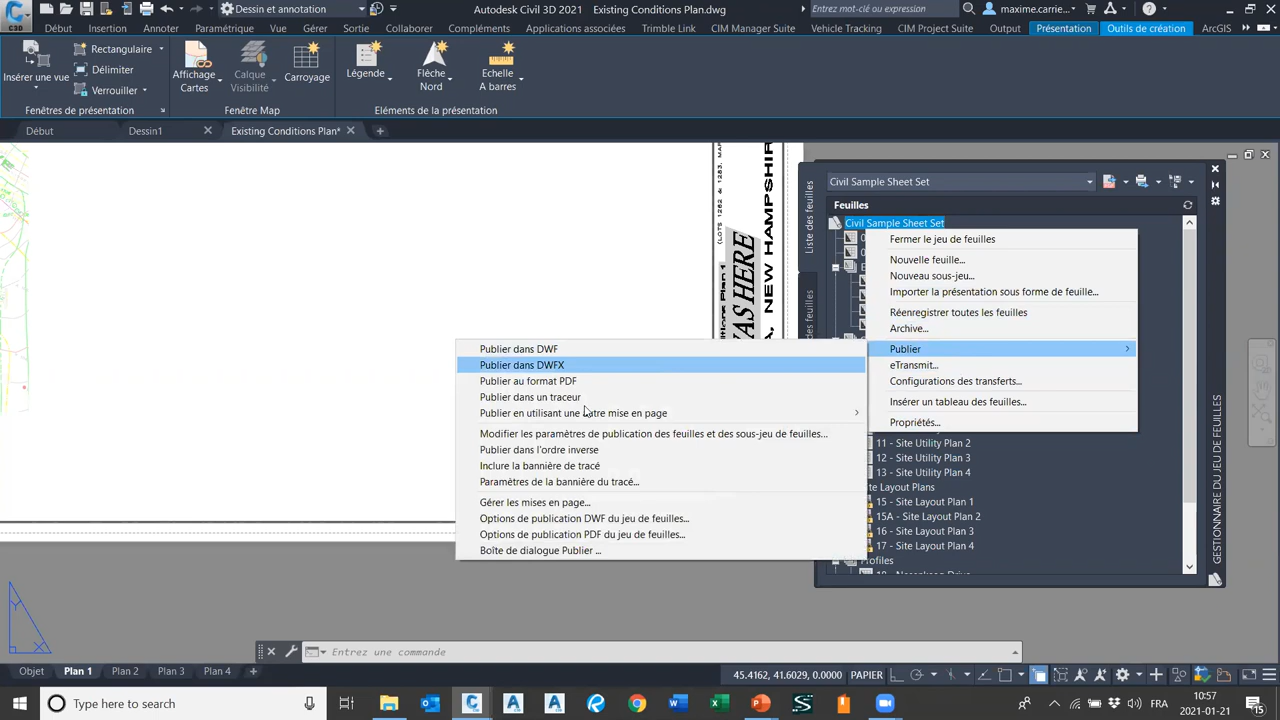 C3D
Dessin et annotation
Autodesk Civil 3D 2021 Existing Conditions Plan.dwg
Entrez mot-clé ou expression
maxime.carrie...
Début Insertion Annoter Paramétrique Vue Gérer Sortie Collaborer Compléments Applications associées Trimble Link CIM Manager Suite CIM Project Suite Vehicle Tracking Output Présentation Outils de création ArcGIS
Insérer une vue
Rectangulaire
Délimiter
Verrouiller
Affichage
Cartes
Calque
Visibilité
Carroyage
Légende
Flèche
Nord
Echelle
A barres
Fenêtres de présentation
Fenêtre Map
Eléments de la présentation
Début
Dessin1
Existing Conditions Plan*
(LOTS 1262 & 1283, MA
AS HERE
A, NEW HAMPSHIR
Liste des feuilles
Civil Sample Sheet Set
Feuilles
Civil Sample Sheet Set
Fermer le jeu de feuilles
Nouvelle feuille...
Nouveau sous-jeu...
Importer la présentation sous forme de feuille...
Réenregistrer toutes les feuilles
Archive...
Publier
eTransmit...
Configurations des transferts...
Insérer un tableau des feuilles...
Propriétés...
Publier dans DWF
Publier dans DWFX
Publier au format PDF
Publier dans un traceur
Publier en utilisant une autre mise en page
Modifier les paramètres de publication des feuilles et des sous-jeu de feuilles...
Publier dans l'ordre inverse
Inclure la bannière de tracé
Paramètres de la bannière du tracé...
Gérer les mises en page...
Options de publication DWF du jeu de feuilles...
Options de publication PDF du jeu de feuilles...
Boîte de dialogue Publier ...
11 - Site Utility Plan 2
12 - Site Utility Plan 3
13 - Site Utility Plan 4
ite Layout Plans
15 - Site Layout Plan 1
15A - Site Layout Plan 2
16 - Site Layout Plan 3
17 - Site Layout Plan 4
Profiles
GESTIONNAIRE DU JEU DE FEUILLES
Y
X
Entrez une commande
Objet Plan 1 Plan 2 Plan 3 Plan 4
45.4162, 41.6029, 0.0000 PAPIER
Type here to search
FR
10:57
2021-01-21
15